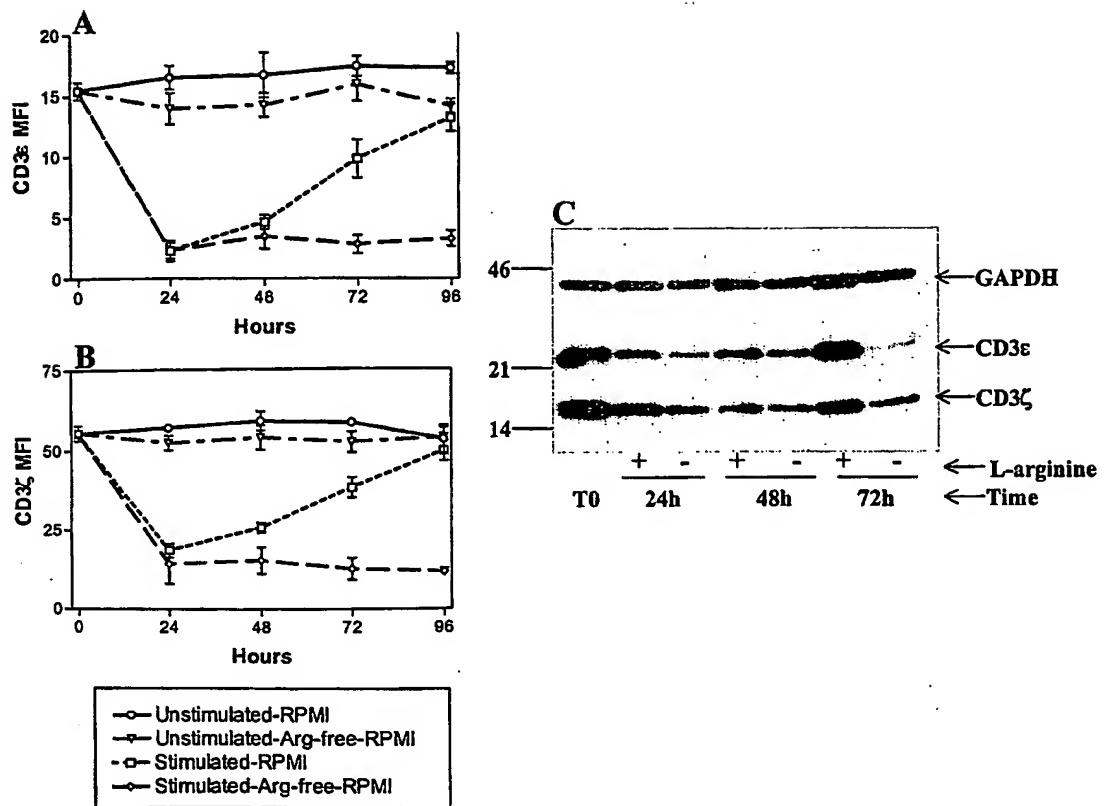 A
20
15
10
5
0
CD3ε MFI
0 24 48 72 96
Hours
B
75
50
25
0
CD3ζ MFI
0 24 48 72 96
Hours
Unstimulated-RPMI
Unstimulated-Arg-free-RPMI
Stimulated-RPMI
Stimulated-Arg-free-RPMI
C
46
21
14
GAPDH
CD3ε
CD3ζ
+ - + - + - L-arginine
T0 24h 48h 72h Time